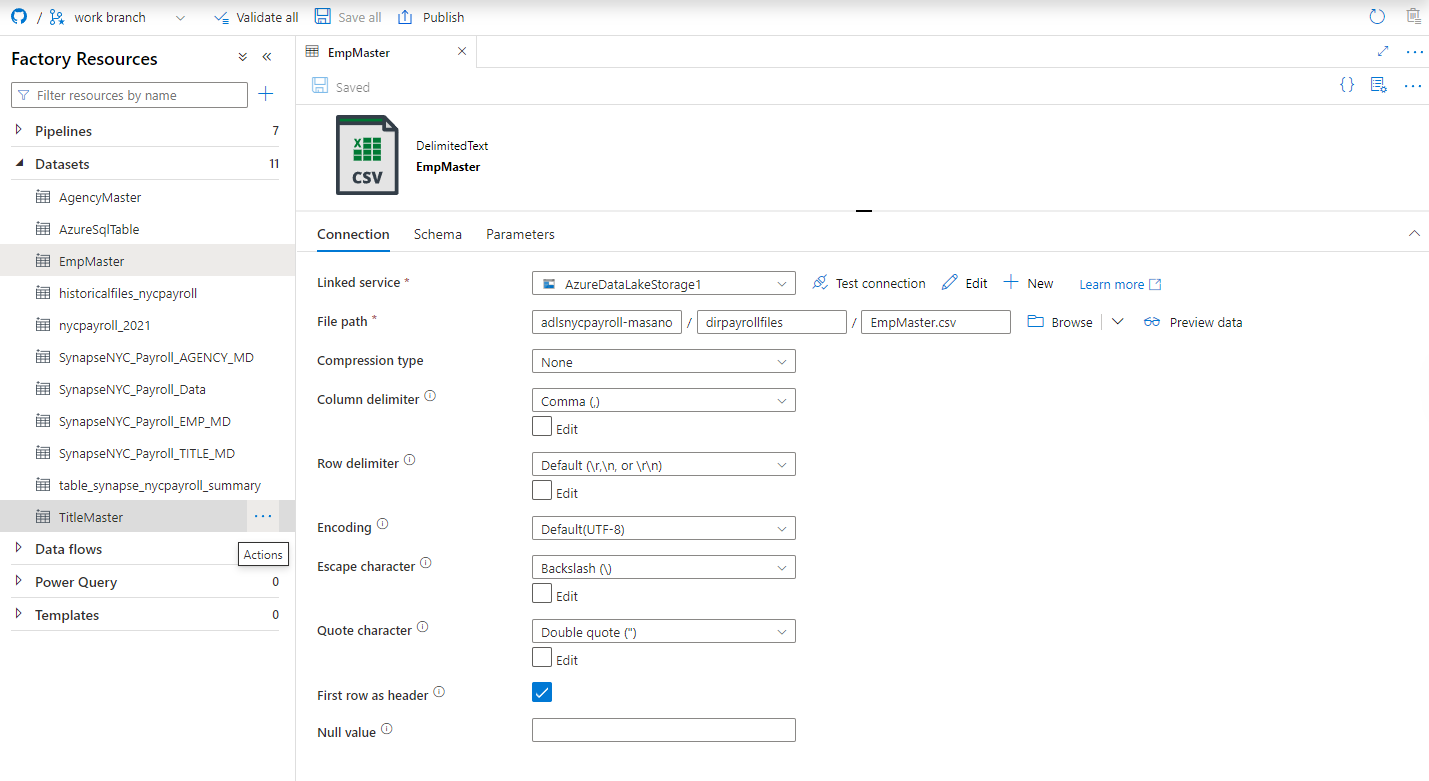 / work branch Validate all Save all Publish
Factory Resources
Filter resources by name
Pipelines 7
Datasets 11
AgencyMaster
AzureSqlTable
EmpMaster
historicalfiles_nycpayroll
nycpayroll_2021
SynapseNYC_Payroll_AGENCY_MD
SynapseNYC_Payroll_Data
SynapseNYC_Payroll_EMP_MD
SynapseNYC_Payroll_TITLE_MD
table_synapse_nycpayroll_summary
TitleMaster
Data flows
Actions
Power Query 0
Templates 0
EmpMaster
Saved
{}
X
CSV
DelimitedText
EmpMaster
Connection Schema Parameters
Linked service * AzureDataLakeStorage1 Test connection Edit New Learn more
File path * adlsnycpayroll-masano / dirpayrollfiles / EmpMaster.csv Browse Preview data
Compression type None
Column delimiter Comma (,)
Edit
Row delimiter Default (\r,\n, or \r\n)
Edit
Encoding Default(UTF-8)
Escape character Backslash (\)
Edit
Quote character Double quote (")
Edit
First row as header
Null value